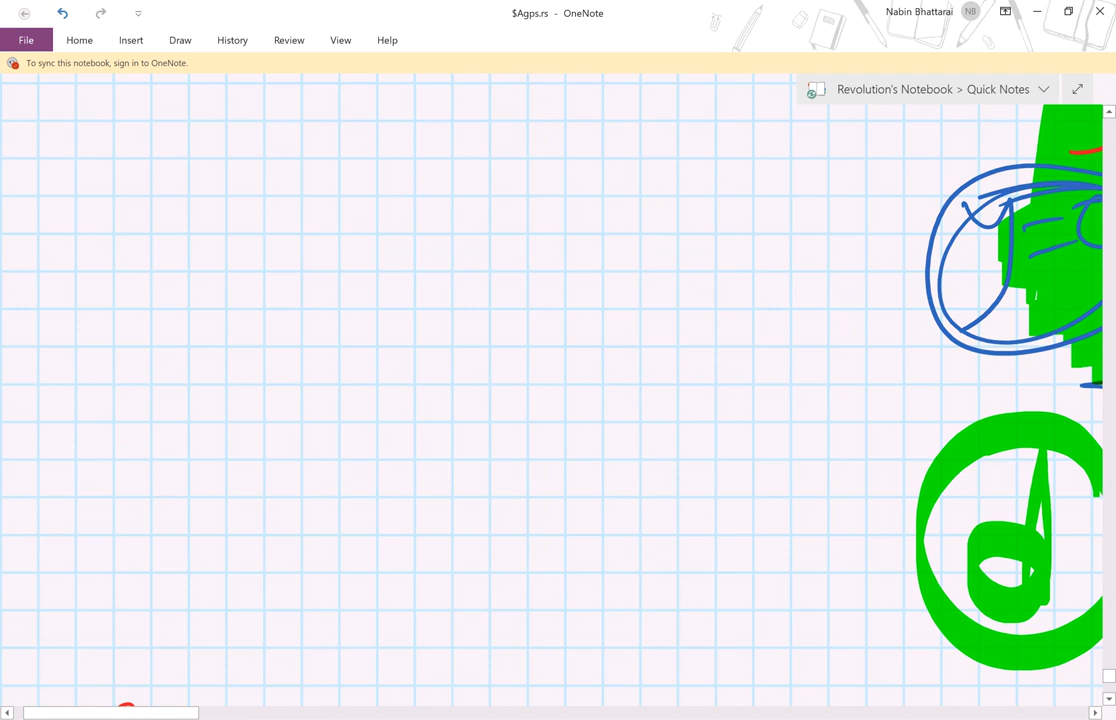 $Agps.rs - OneNote
Nabin Bhattarai NB
File Home Insert Draw History Review View Help
To sync this notebook, sign in to OneNote.
Revolution's Notebook > Quick Notes
d